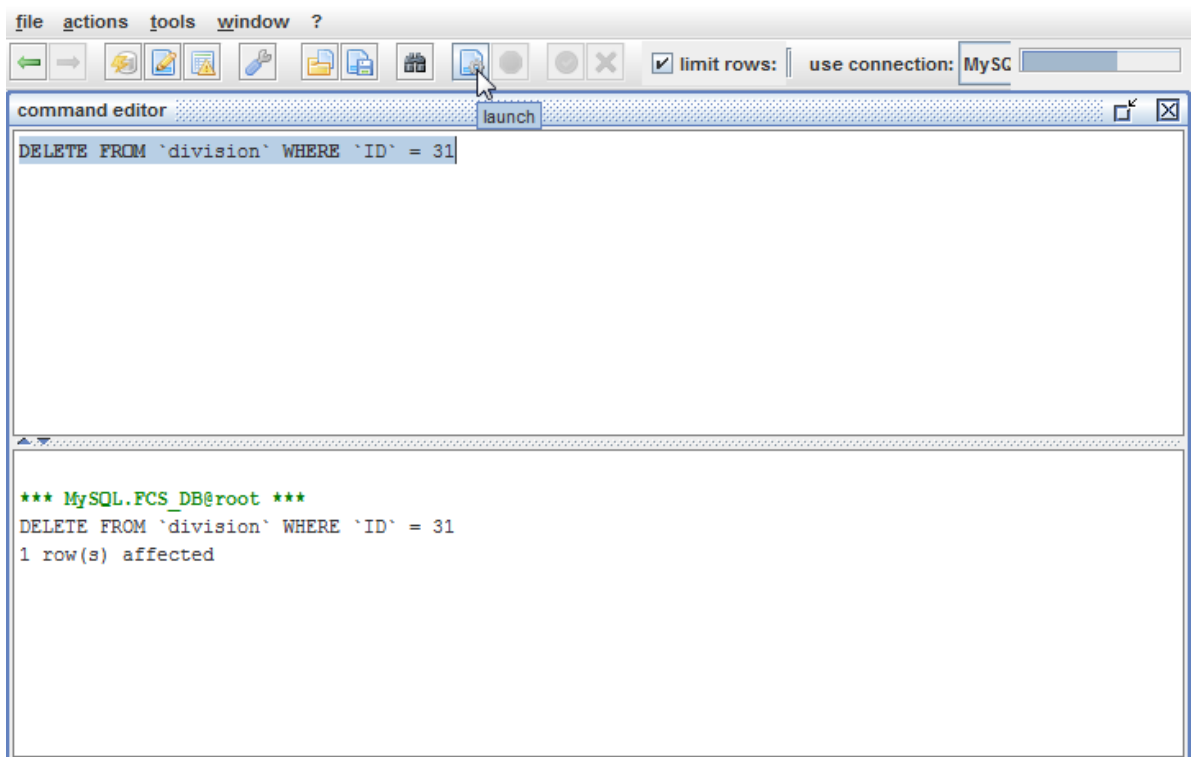 file actions tools window ?
limit rows: use connection: MySQ
command editor
launch
DELETE FROM `division` WHERE `ID` = 31
*** MySQL.FCS_DB@root ***
DELETE FROM `division` WHERE `ID` = 31
1 row(s) affected